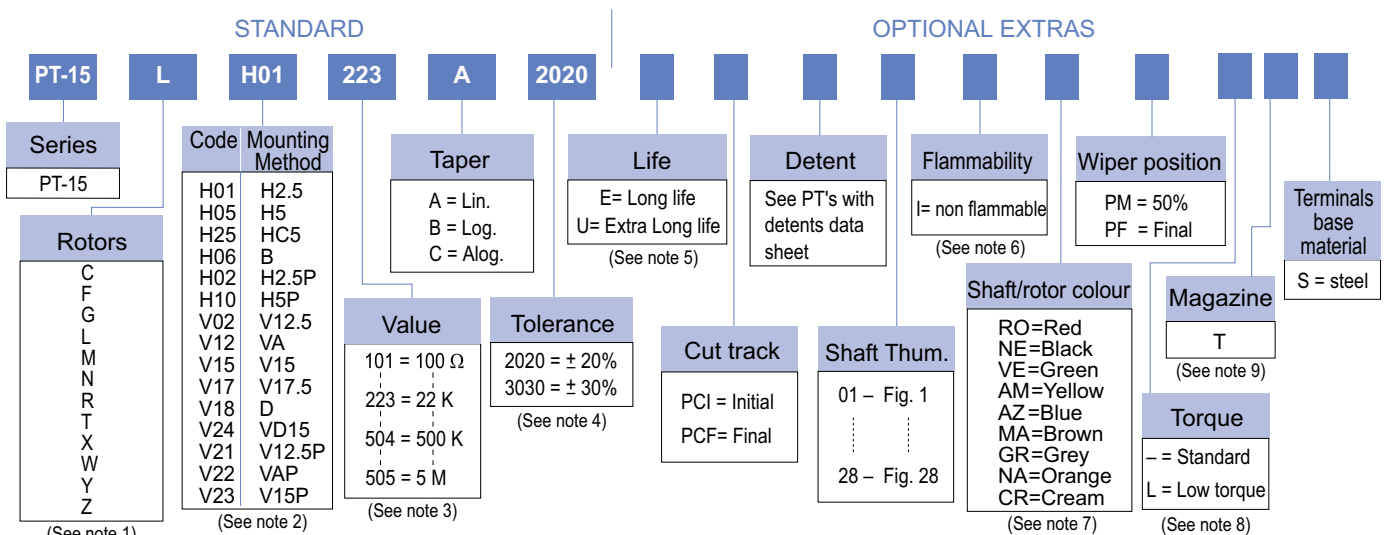 STANDARD
OPTIONAL EXTRAS
PT-15 L H01 223 A 2020
Series
PT-15
Rotors
C
F
G
L
M
N
R
T
X
W
Y
Z
(See note 1)
Code Mounting
Method
H01 H2.5
H05 H5
H25 HC5
H06 B
H02 H2.5P
H10 H5P
V02 V12.5
V12 VA
V15 V15
V17 V17.5
V18 D
V24 VD15
V21 V12.5P
V22 VAP
V23 V15P
(See note 2)
Value
101 = 100 Ω
223 = 22 K
504 = 500 K
505 = 5 M
(See note 3)
Taper
A = Lin.
B = Log.
C = Alog.
Tolerance
2020 = ± 20%
3030 = ± 30%
(See note 4)
Life
E= Long life
U= Extra Long life
(See note 5)
Cut track
PCI = Initial
PCF= Final
Detent
See PT's with
detents data
sheet
Shaft Thum.
01 – Fig. 1
28 – Fig. 28
Flammability
I= non flammable
(See note 6)
Shaft/rotor colour
RO=Red
NE=Black
VE=Green
AM=Yellow
AZ=Blue
MA=Brown
GR=Grey
NA=Orange
CR=Cream
(See note 7)
Wiper position
PM = 50%
PF = Final
Torque
– = Standard
L = Low torque
(See note 8)
Magazine
T
(See note 9)
Terminals
base
material
S = steel